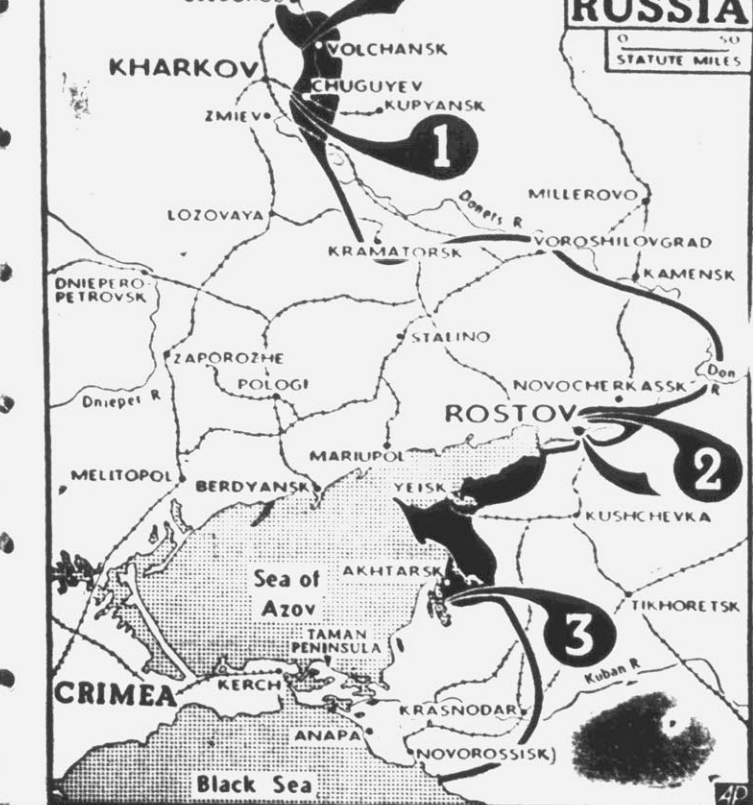 RUSSIA
0 50
STATUTE MILES
VOLCHANSK
KHARKOV
CHUGUYEV
KUPYANSK
ZMIEV
1
Donets R
MILLEROVO
LOZOVAYA
KRAMATORSK
VOROSHILOVGRAD
KAMENSK
DNIEPERO-
PETROVSK
STALINO
ZAPOROZHE
Don
R
POLOGI
NOVOCHERKASSK
Dnieper R
ROSTOV
MARIUPOL
2
MELITOPOL
BERDYANSK
YEISK
KUSHCHEVKA
Sea of
Azov
AKHTARSK
TIKHORETSK
3
TAMAN
PENINSULA
Kuban R
CRIMEA
KERCH
KRASNODAR
ANAPA
NOVOROSSISK)
Black Sea
AP